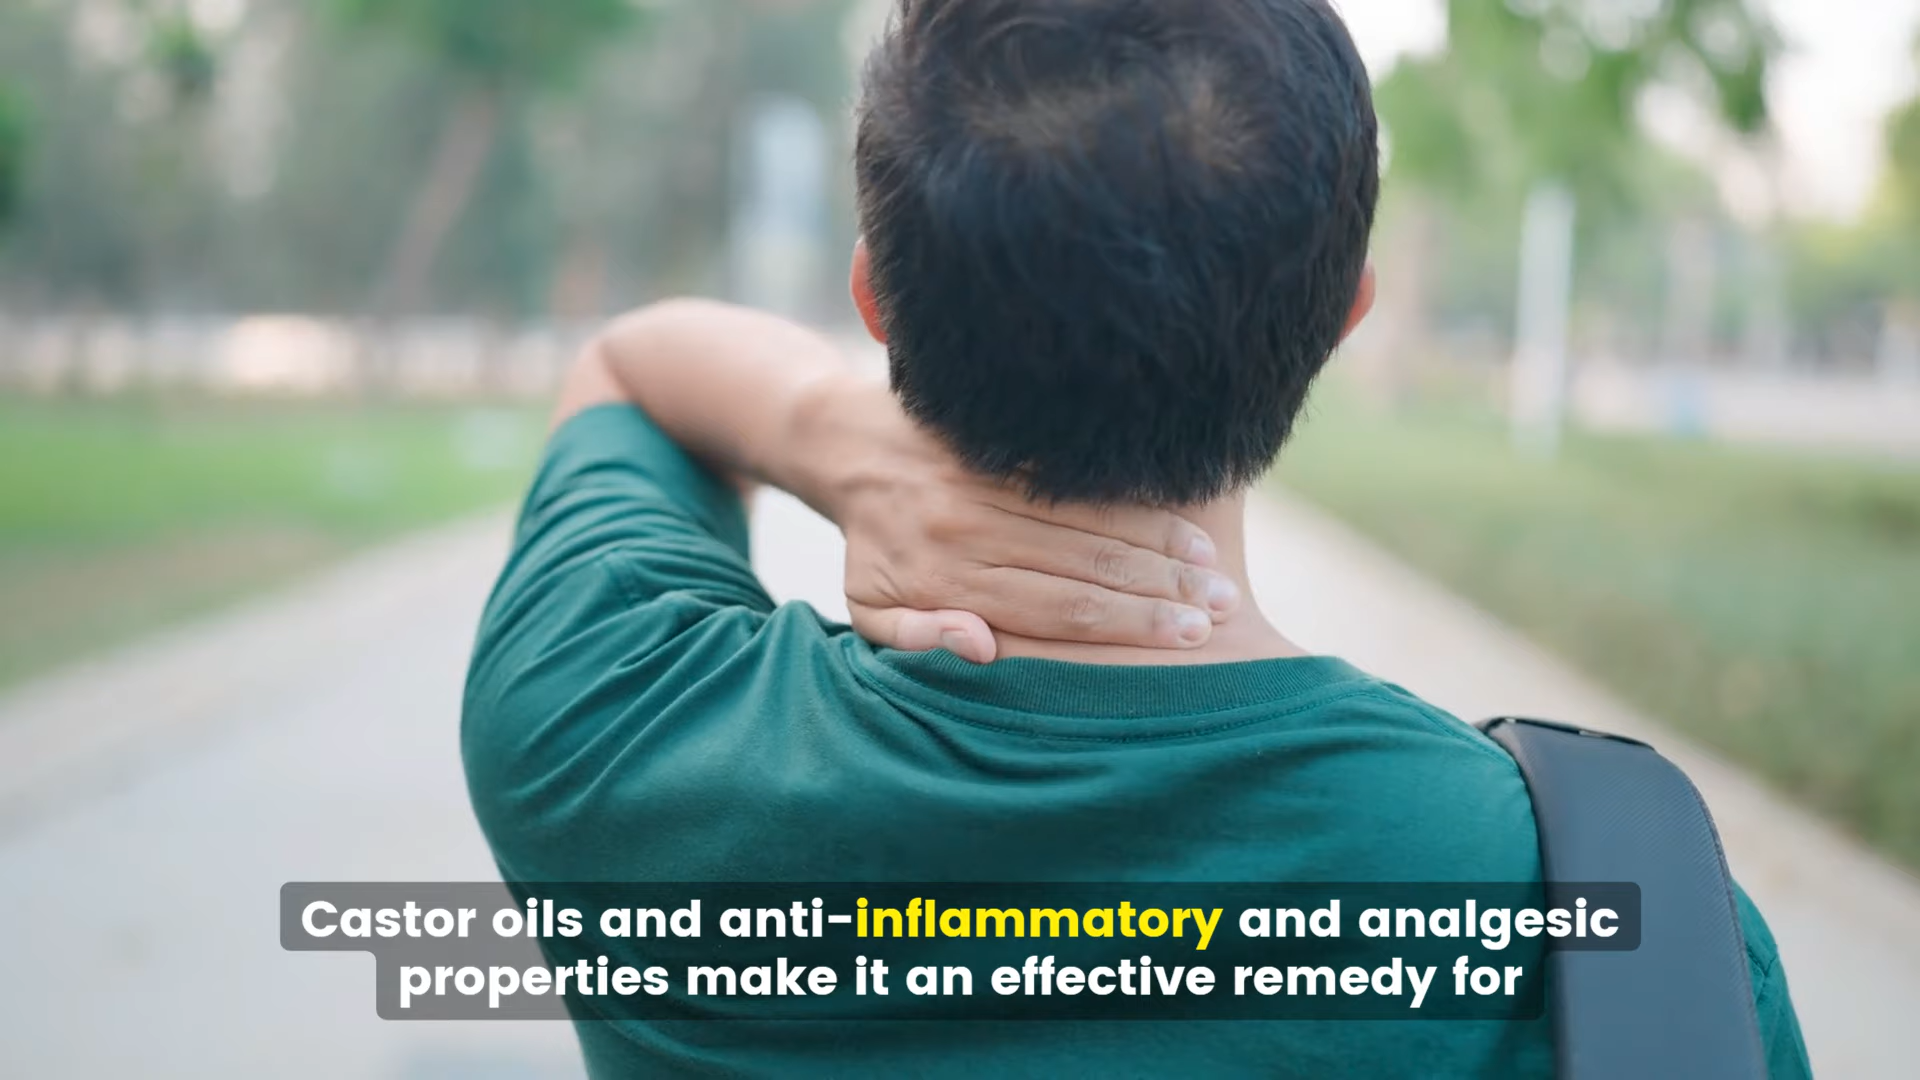 Castor oils and anti-inflammatory and analgesic
properties make it an effective remedy for